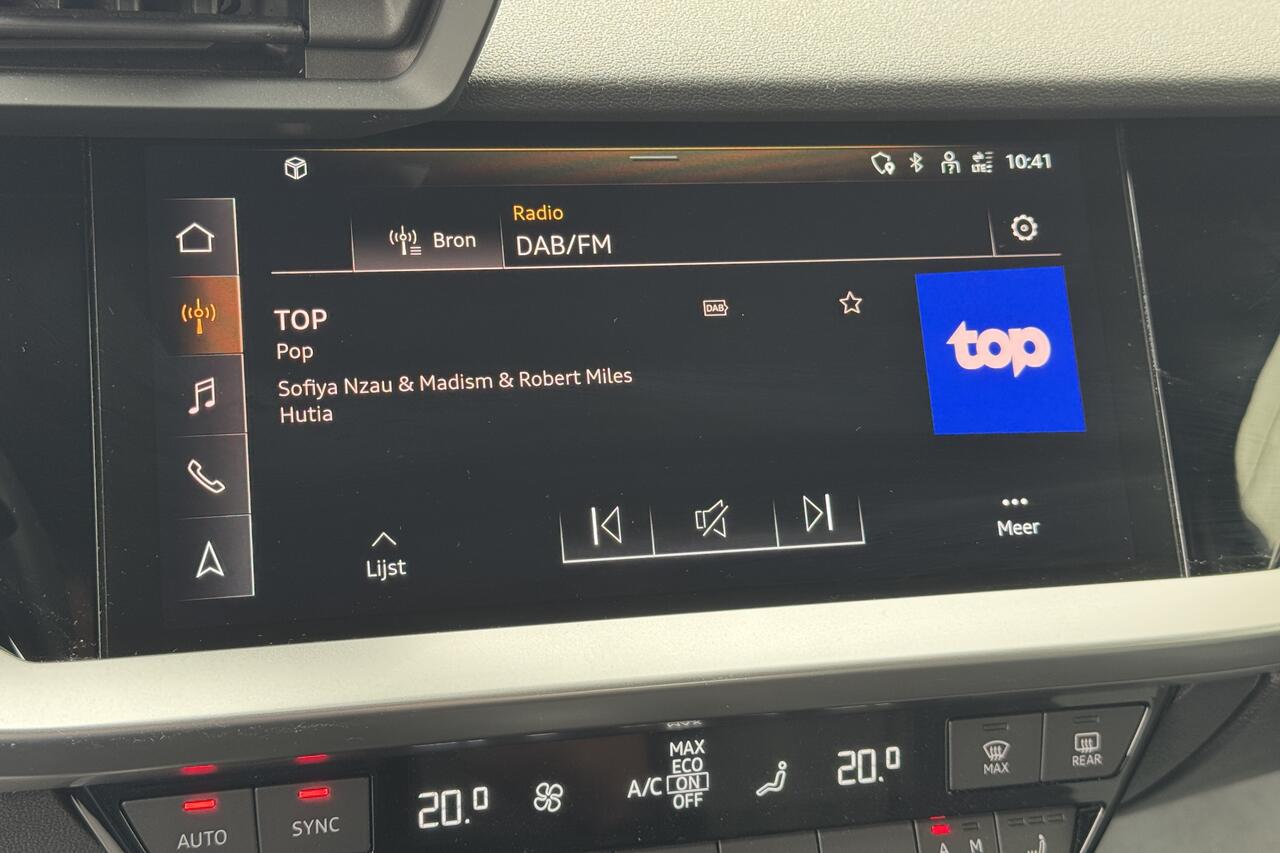 LTE
10:41
Bron
Radio
DAB/FM
TOP
DAB
Pop
Sofiya Nzau & Madism & Robert Miles
Hutia
top
Lijst
Meer
AUTO
SYNC
20.0
A/C
MAX
ECO
ON
OFF
20.0
MAX
REAR
A M